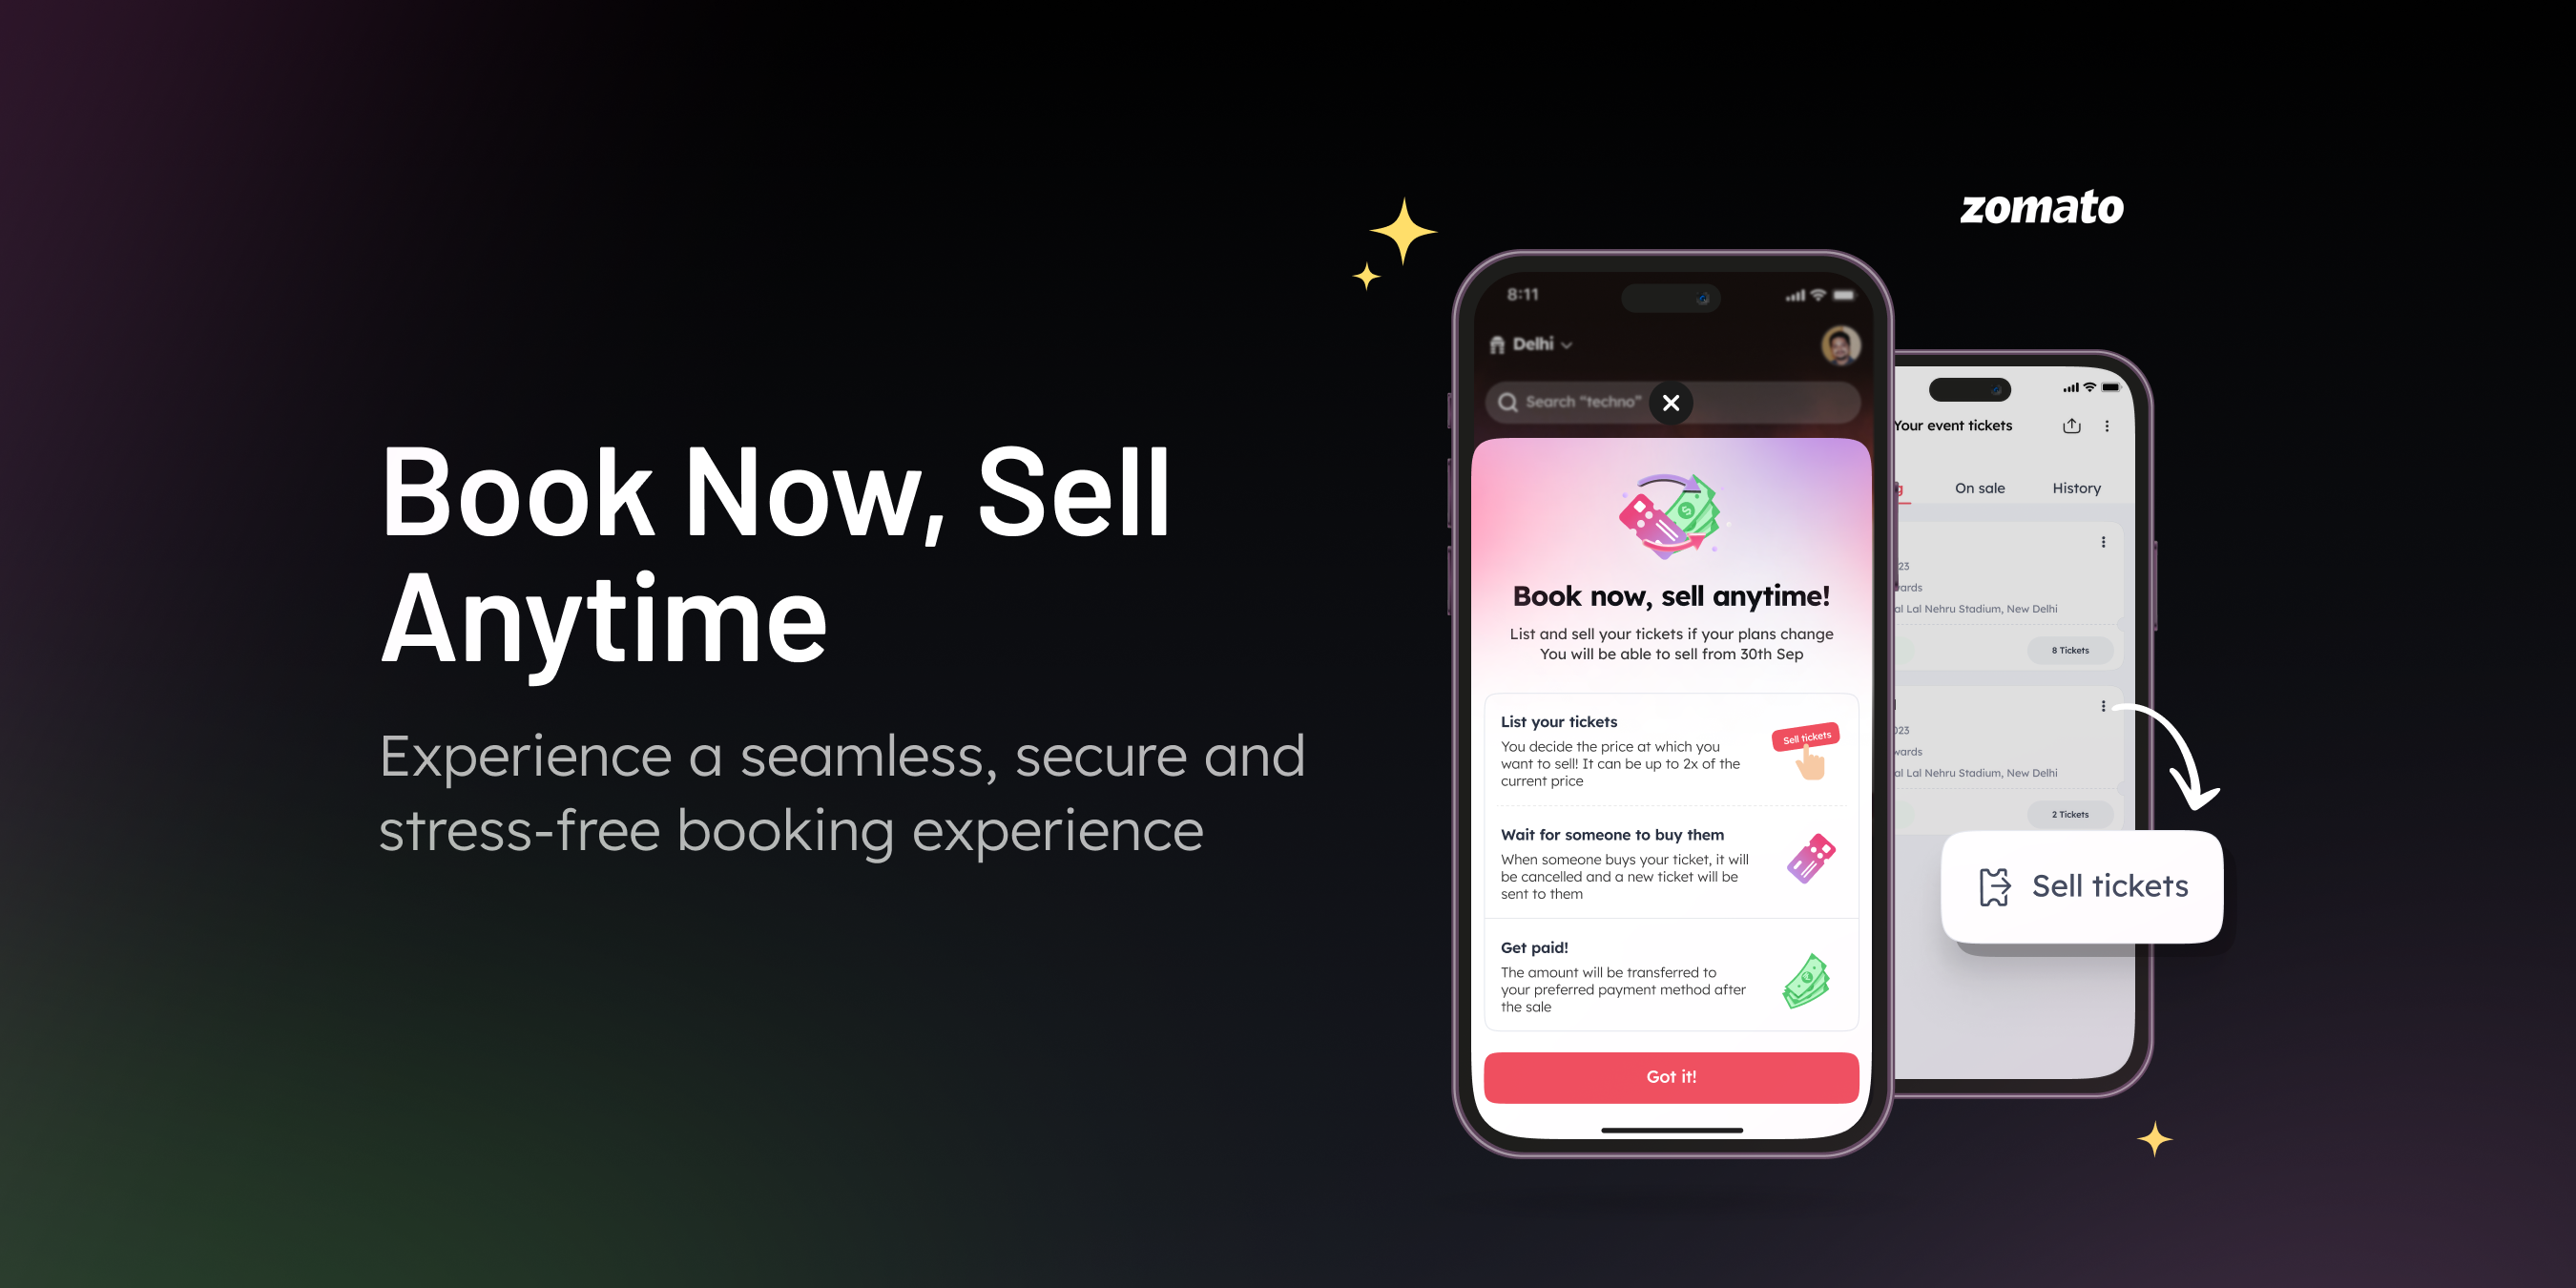 zomato
Book Now, Sell
Anytime
Experience a seamless, secure and
stress-free booking experience
8:11
Delhi
Search "techno"
Book now, sell anytime!
List and sell your tickets if your plans change
You will be able to sell from 30th Sep
List your tickets
You decide the price at which you
want to sell! It can be up to 2x of the
current price
Sell tickets
Wait for someone to buy them
When someone buys your ticket, it will
be cancelled and a new ticket will be
sent to them
Get paid!
The amount will be transferred to
your preferred payment method after
the sale
Got it!
Your event tickets
On sale
History
Lal Nehru Stadium, New Delhi
8 Tickets
Lal Nehru Stadium, New Delhi
2 Tickets
Sell tickets